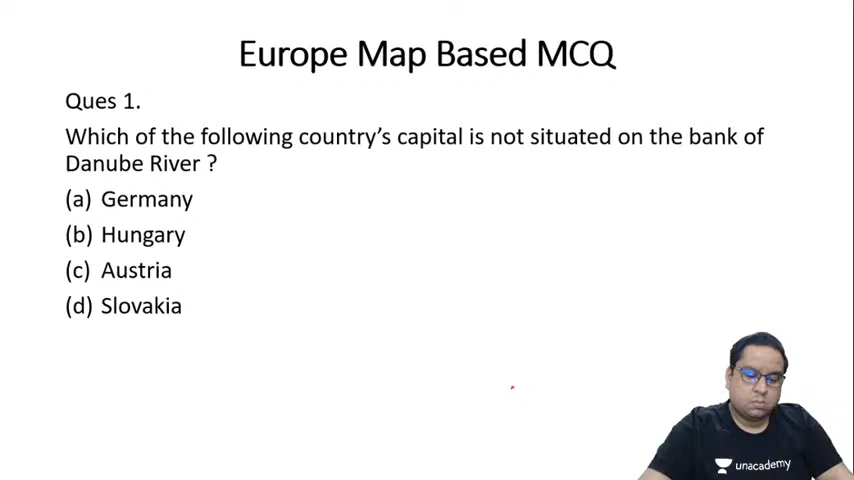 Europe Map Based MCQ
Ques 1.
Which of the following country's capital is not situated on the bank of
Danube River ?
(a) Germany
(b) Hungary
(c) Austria
(d) Slovakia
unacademy